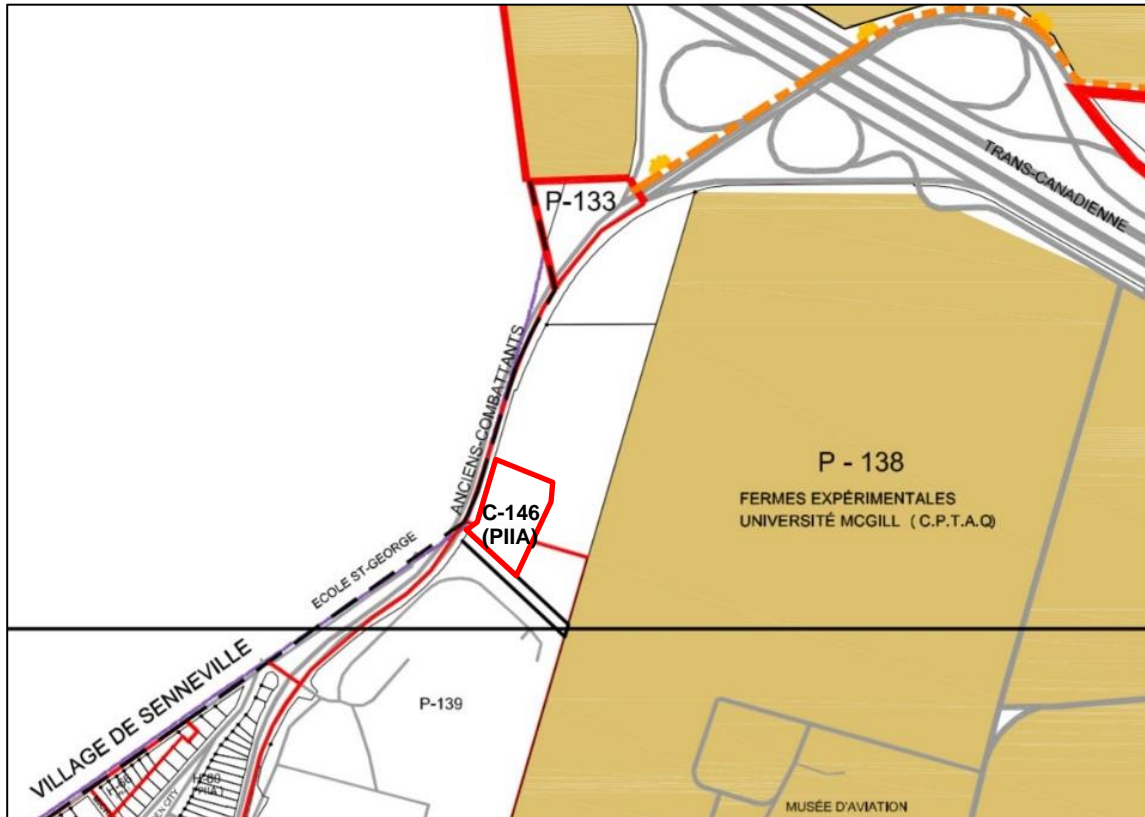 TRANS-CANADIENNE
P-133
ANCIENS-COMBATTANTS
P - 138
FERMES EXPÉRIMENTALES
UNIVERSITÉ MCGILL ( C.P.T.A.Q)
C-146
(PIIA)
ECOLE ST-GEORGE
VILLAGE DE SENNEVILLE
P-139
MUSÉE D'AVIATION